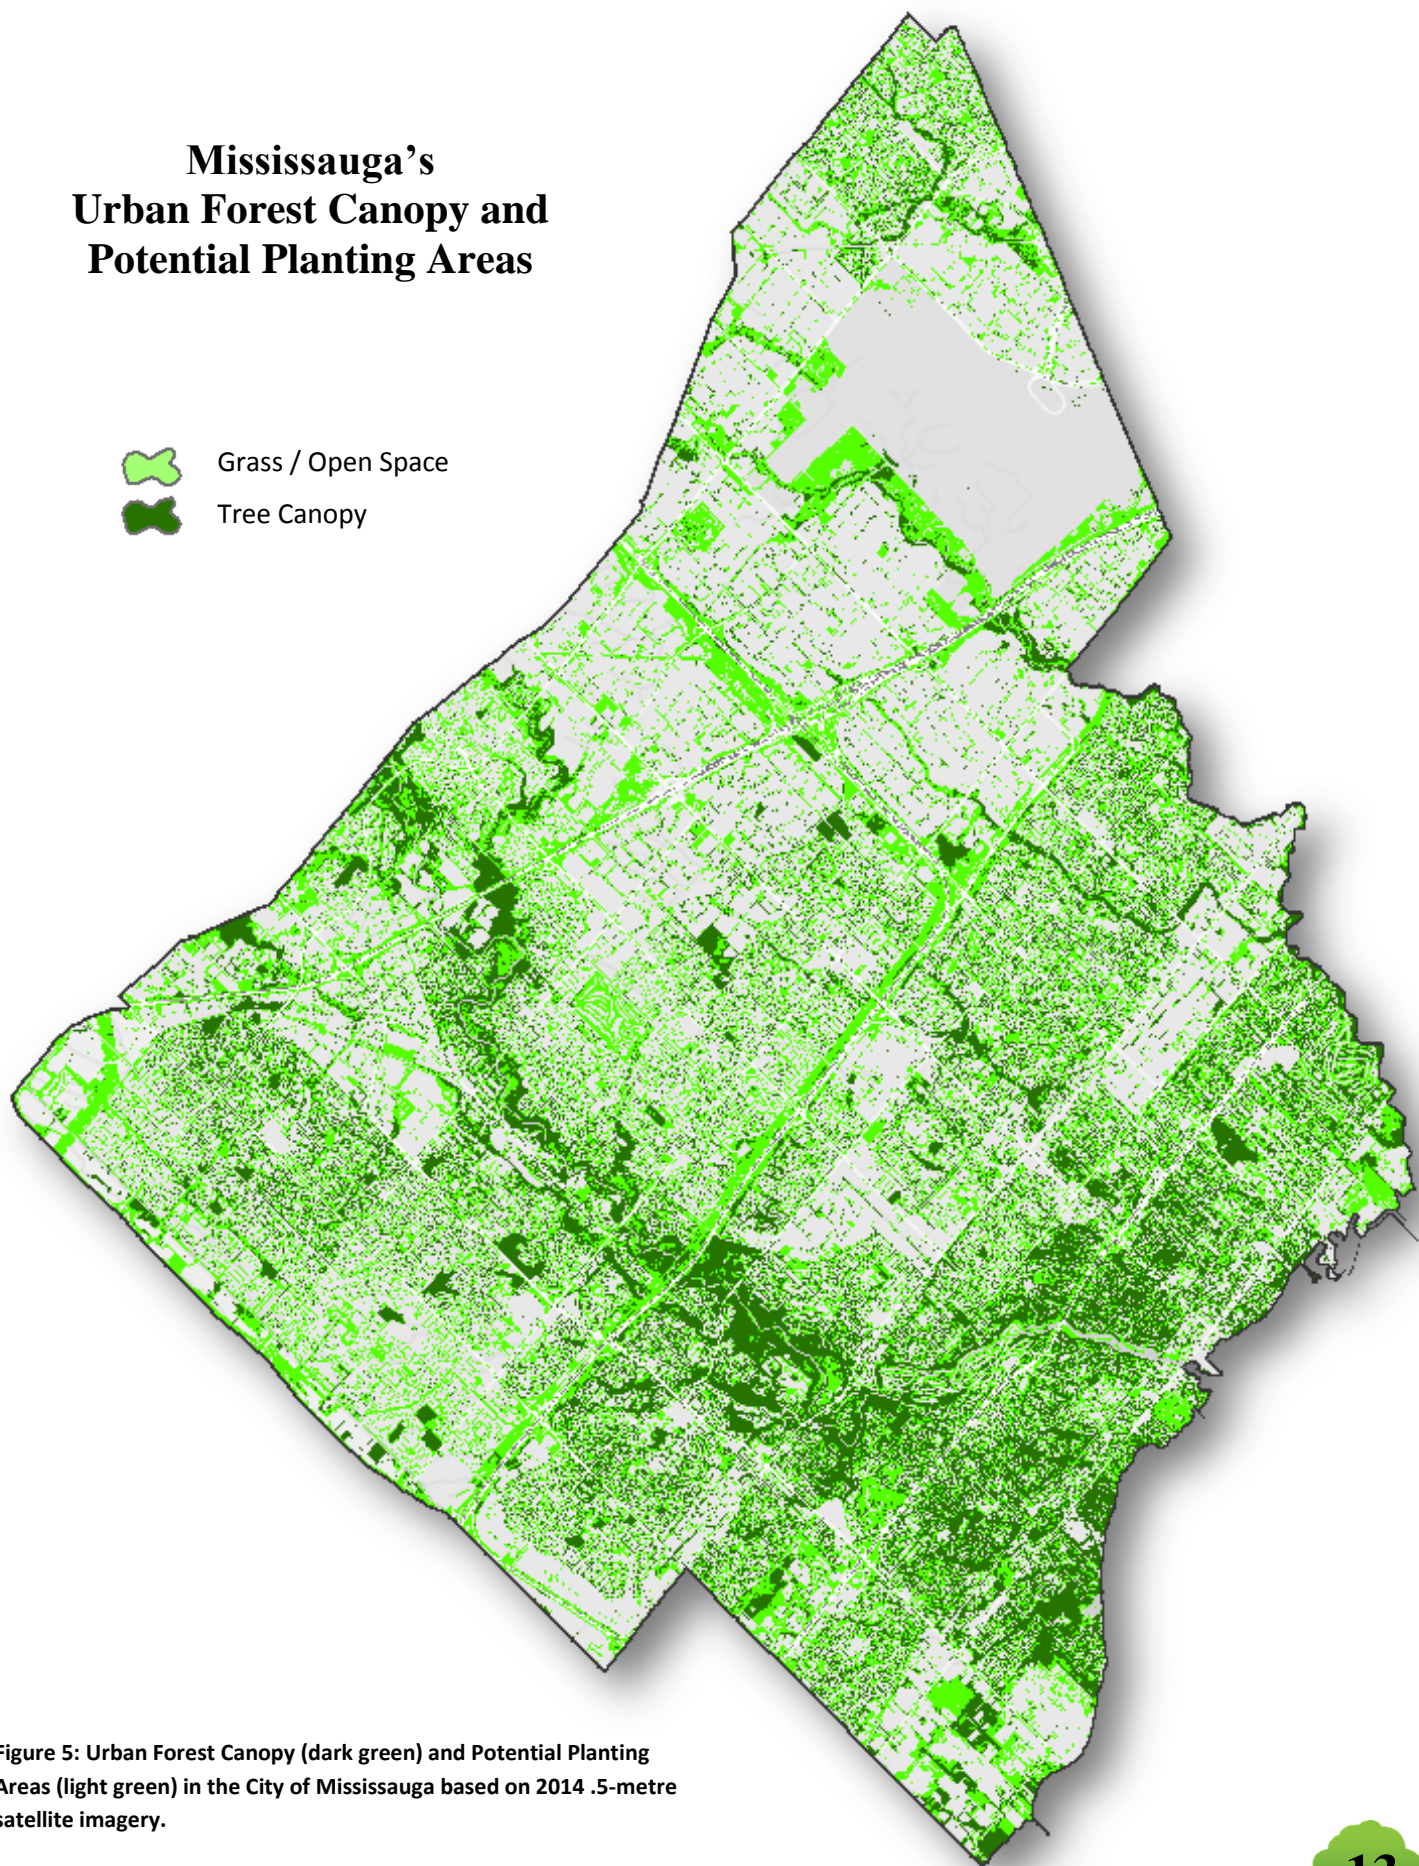 Mississauga's
Urban Forest Canopy and
Potential Planting Areas
Grass / Open Space
Tree Canopy
Figure 5: Urban Forest Canopy (dark green) and Potential Planting
Areas (light green) in the City of Mississauga based on 2014 .5-metre
satellite imagery.
13